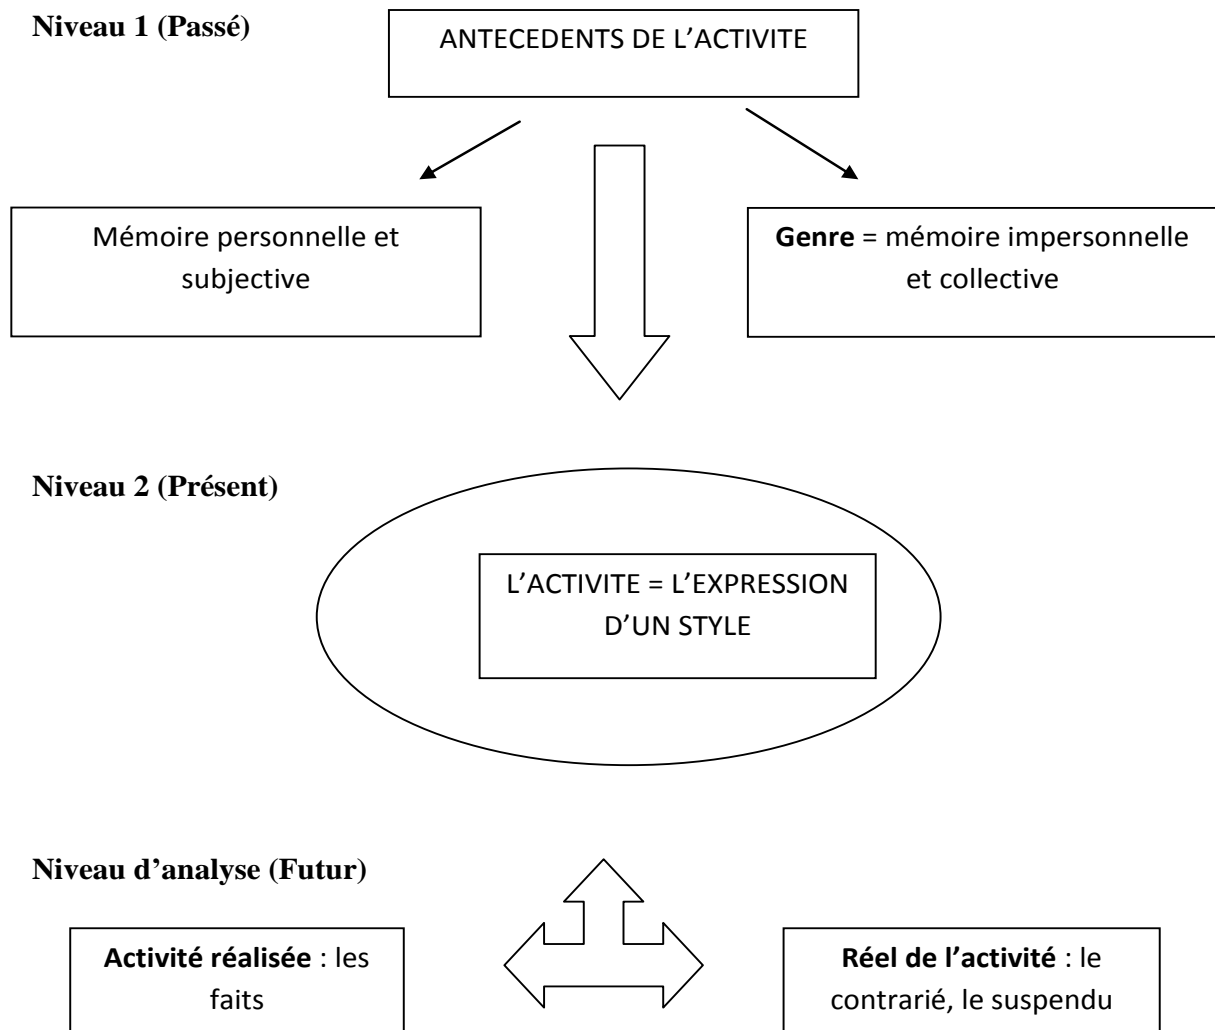 Niveau 1 (Passé)
ANTECEDENTS DE L’ACTIVITE
Mémoire personnelle et
subjective
Genre = mémoire impersonnelle
et collective
Niveau 2 (Présent)
L’ACTIVITE = L’EXPRESSION
D’UN STYLE
Niveau d’analyse (Futur)
Activité réalisée : les
faits
Réel de l’activité : le
contrarié, le suspendu